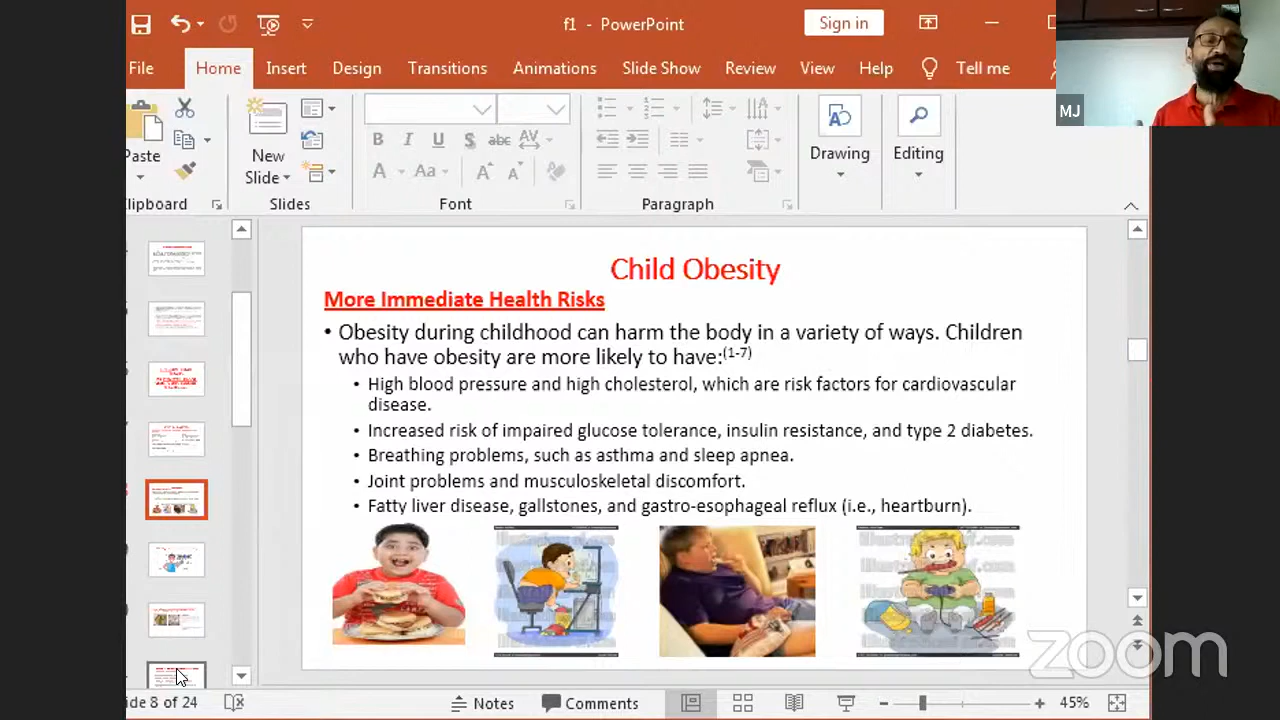 f1 - PowerPoint
Sign in
File Home Insert Design Transitions Animations Slide Show Review View Help Tell me
MJ
Paste
New
Slide
Drawing
Editing
B I U S abc AV
A Aa A A
lipboard Slides Font Paragraph
Child Obesity
More Immediate Health Risks
• Obesity during childhood can harm the body in a variety of ways. Children
who have obesity are more likely to have:(1-7)
• High blood pressure and high cholesterol, which are risk factors for cardiovascular
disease.
• Increased risk of impaired glucose tolerance, insulin resistance, and type 2 diabetes.
• Breathing problems, such as asthma and sleep apnea.
• Joint problems and musculoskeletal discomfort.
• Fatty liver disease, gallstones, and gastro-esophageal reflux (i.e., heartburn).
zoom
ide 8 of 24 Notes Comments 45%